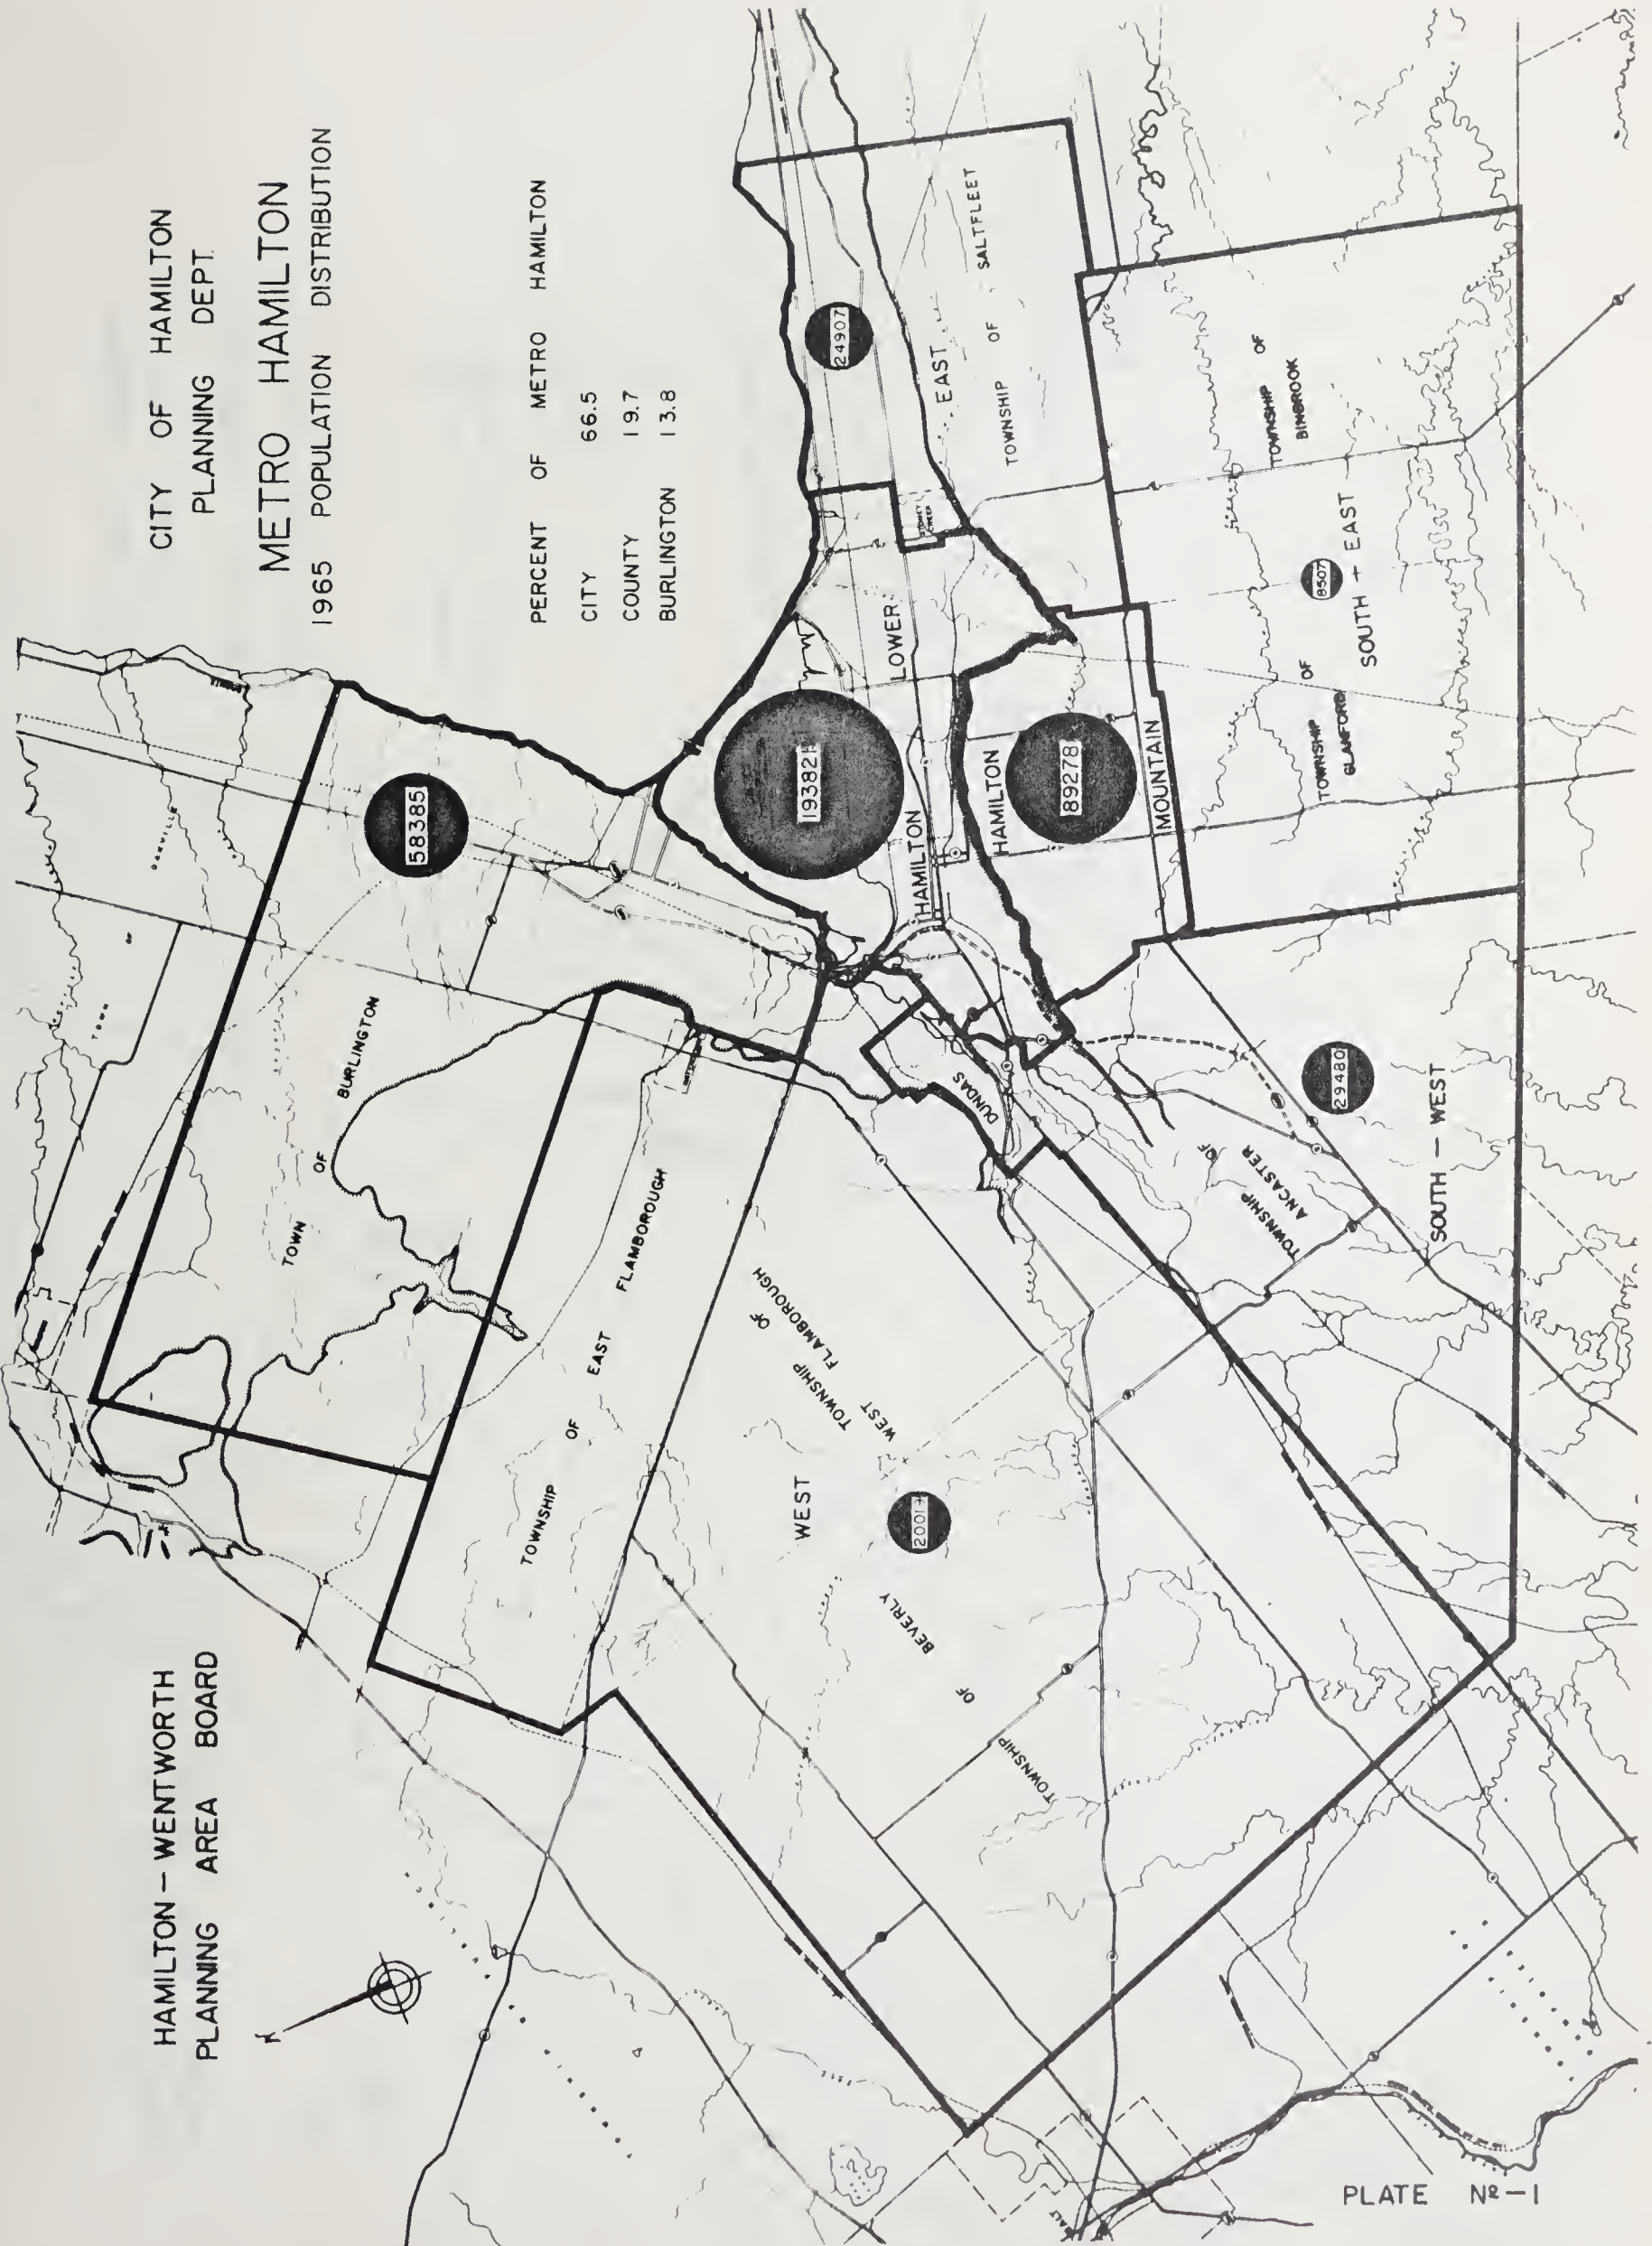 HAMILTON – WENTWORTH
PLANNING AREA BOARD
CITY OF HAMILTON
PLANNING DEPT.
METRO HAMILTON
1965 POPULATION DISTRIBUTION
PERCENT OF METRO HAMILTON
CITY 66.5
COUNTY 19.7
BURLINGTON 13.8
N
58385
TOWN OF BURLINGTON
TOWNSHIP OF EAST FLAMBOROUGH
TOWNSHIP OF
WEST FLAMBOROUGH
WEST
TOWNSHIP OF BEVERLY
DUNDAS
193821
HAMILTON LOWER
HAMILTON
89278
MOUNTAIN
24907
EAST
TOWNSHIP OF SALTFLEET
STONEY
CREEK
TOWNSHIP OF
BINBROOK
8507
SOUTH + EAST
TOWNSHIP OF
GLANFORD
29480
SOUTH – WEST
TOWNSHIP OF
ANCASTER
PLATE Nº – 1